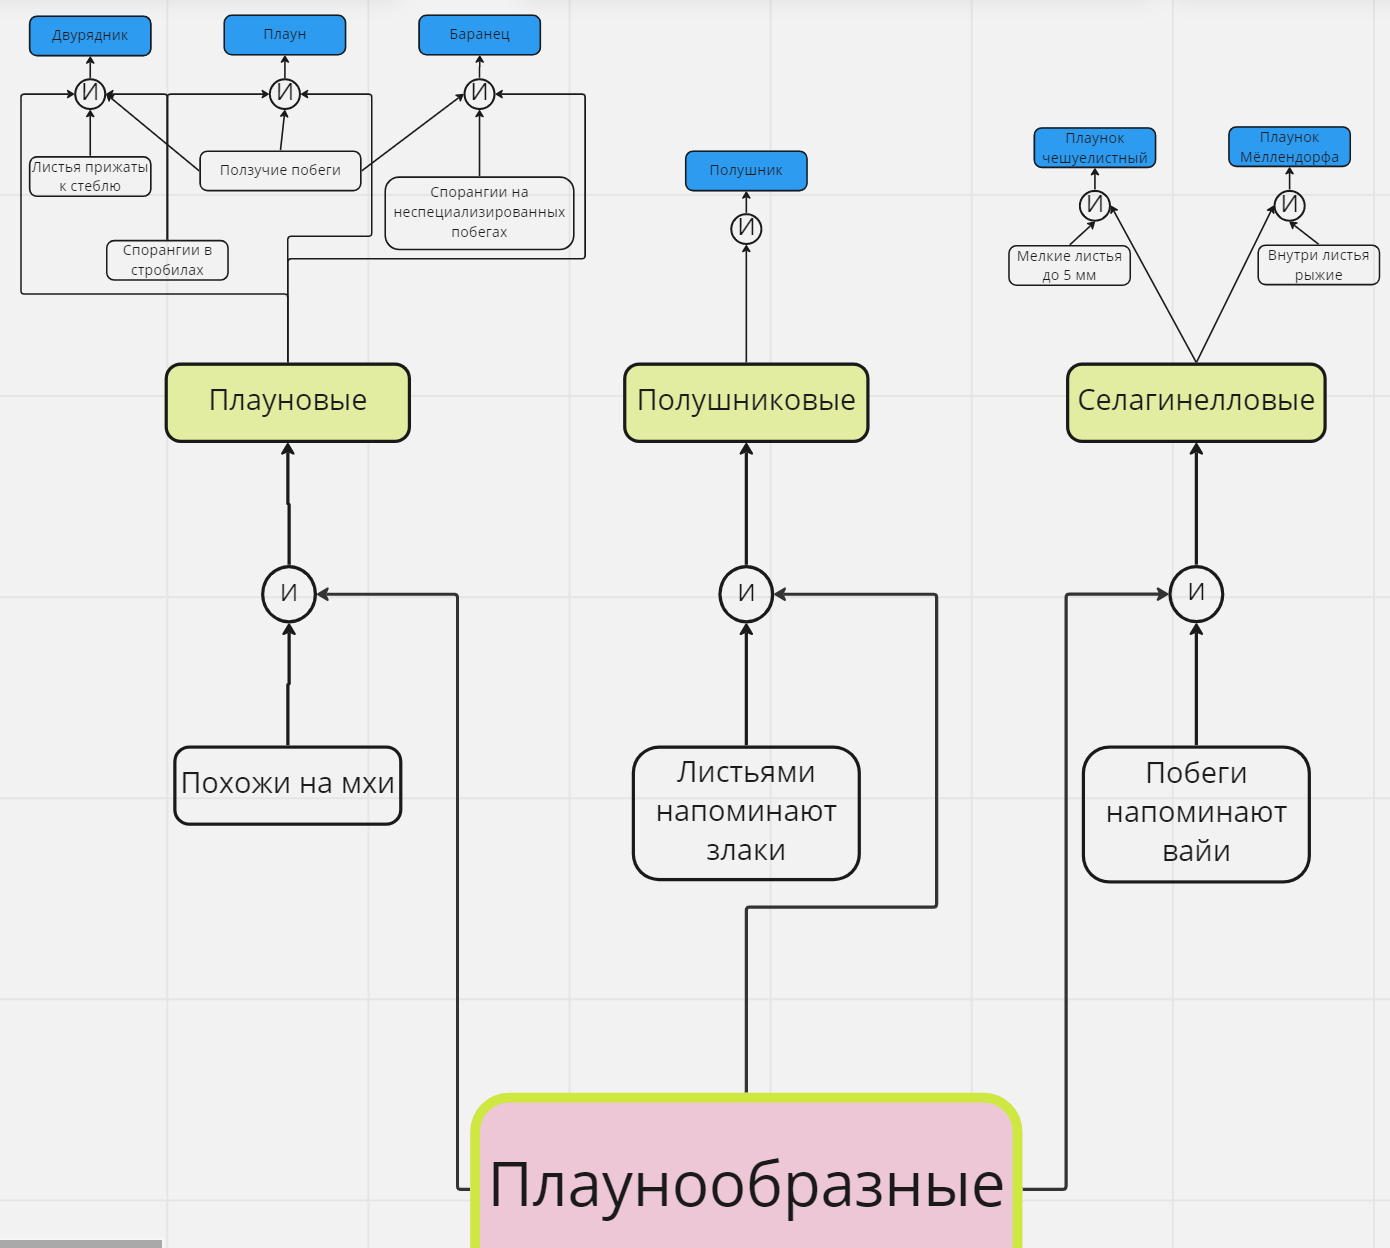 Двурядник
Плаун
Баранец
И
И
И
Листья прижаты
к стеблю
Ползучие побеги
Спорангии на
неспециализированных
побегах
Спорангии в
стробилах
Полушник
И
Плаунок
чешуелистный
Плаунок
Мёллендорфа
И
И
Мелкие листья
до 5 мм
Внутри листья
рыжие
Плауновые
Полушниковые
Селагинелловые
И
И
И
Похожи на мхи
Листьями
напоминают
злаки
Побеги
напоминают
вайи
Плаунообразные